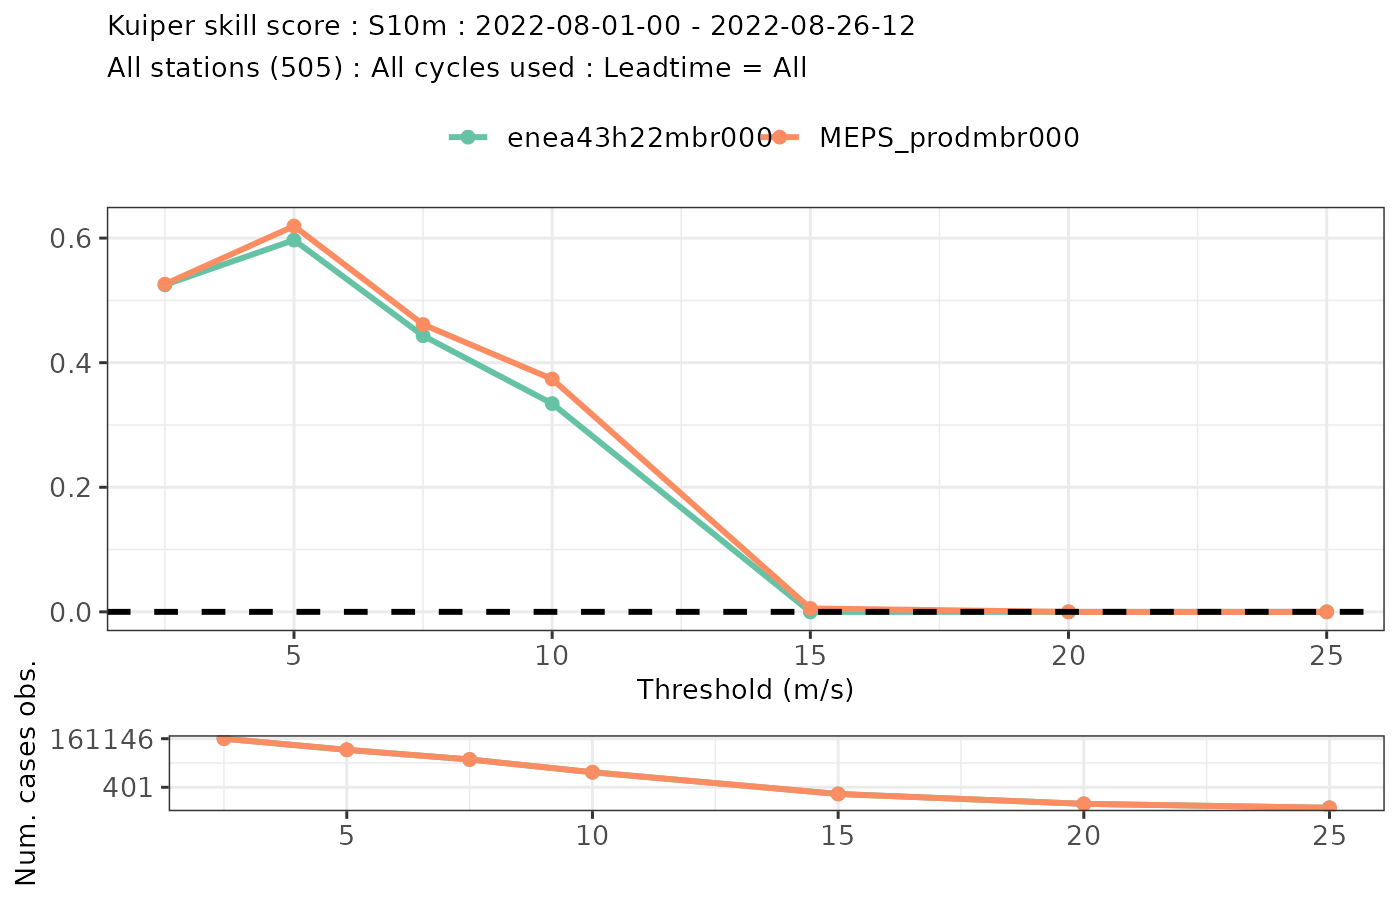 Kuiper skill score : S10m : 2022-08-01-00 - 2022-08-26-12
All stations (505) : All cycles used : Leadtime = All
enea43h22mbr000 MEPS_prodmbr000
0.6
0.4
0.2
0.0
5 10 15 20 25
Threshold (m/s)
Num. cases obs.
161146
401
5 10 15 20 25